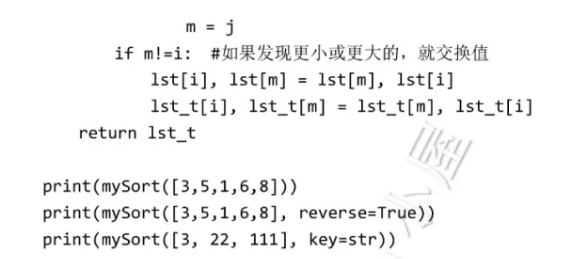 m = j
if m!=i:  #如果发现更小或更大的，就交换值
lst[i], lst[m] = lst[m], lst[i]
lst_t[i], lst_t[m] = lst_t[m], lst_t[i]
return lst_t
print(mySort([3,5,1,6,8]))
print(mySort([3,5,1,6,8], reverse=True))
print(mySort([3, 22, 111], key=str))